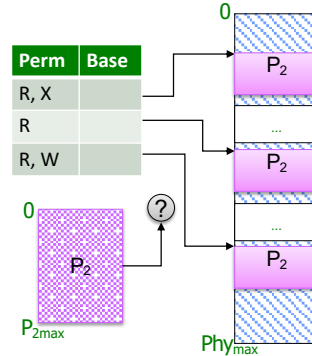 0
Perm Base
R, X
R
R, W
P2
...
P2
...
P2
0
?
P2
P2max
Phymax